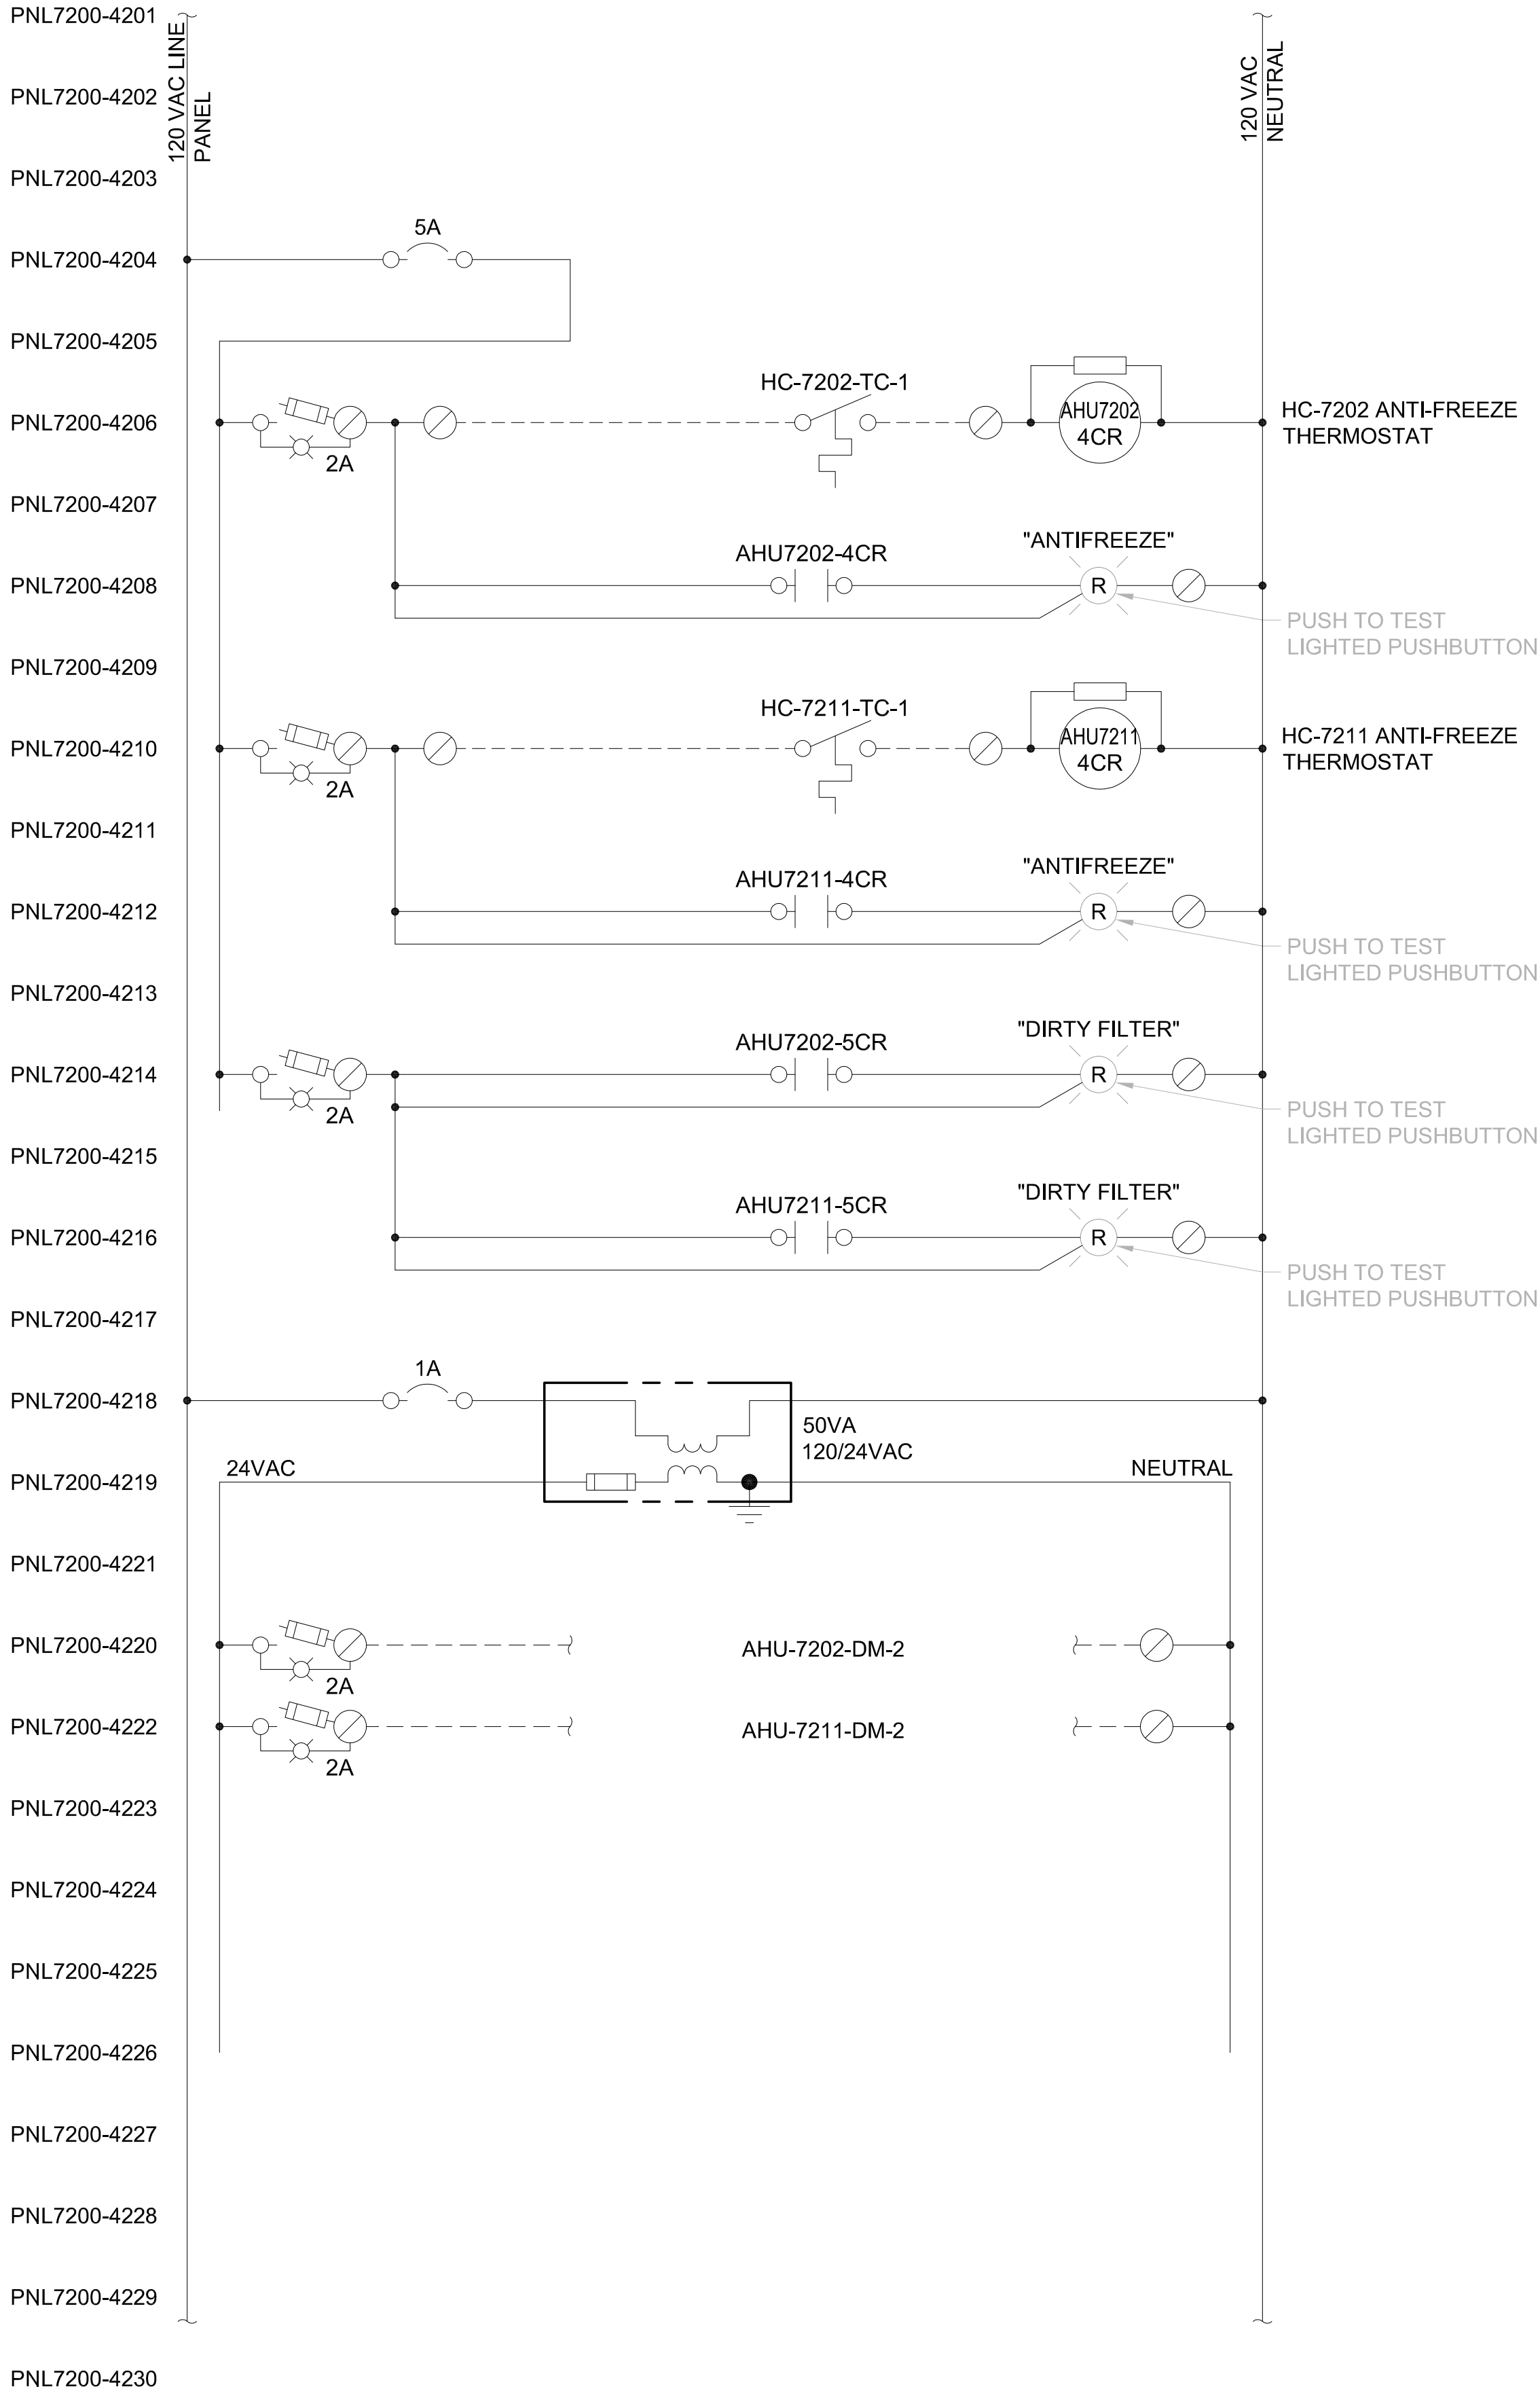 PNL7200-4201
120 VAC LINE
PANEL
120 VAC
NEUTRAL
PNL7200-4202
PNL7200-4203
5A
PNL7200-4204
PNL7200-4205
HC-7202-TC-1
PNL7200-4206
AHU7202
4CR
HC-7202 ANTI-FREEZE
THERMOSTAT
2A
PNL7200-4207
AHU7202-4CR
"ANTIFREEZE"
PNL7200-4208
R
PUSH TO TEST
LIGHTED PUSHBUTTON
PNL7200-4209
HC-7211-TC-1
PNL7200-4210
AHU7211
4CR
HC-7211 ANTI-FREEZE
THERMOSTAT
2A
PNL7200-4211
AHU7211-4CR
"ANTIFREEZE"
PNL7200-4212
R
PUSH TO TEST
LIGHTED PUSHBUTTON
PNL7200-4213
AHU7202-5CR
"DIRTY FILTER"
PNL7200-4214
R
2A
PUSH TO TEST
LIGHTED PUSHBUTTON
PNL7200-4215
AHU7211-5CR
"DIRTY FILTER"
PNL7200-4216
R
PUSH TO TEST
LIGHTED PUSHBUTTON
PNL7200-4217
1A
PNL7200-4218
50VA
120/24VAC
24VAC
NEUTRAL
PNL7200-4219
PNL7200-4221
PNL7200-4220
AHU-7202-DM-2
2A
PNL7200-4222
AHU-7211-DM-2
2A
PNL7200-4223
PNL7200-4224
PNL7200-4225
PNL7200-4226
PNL7200-4227
PNL7200-4228
PNL7200-4229
PNL7200-4230